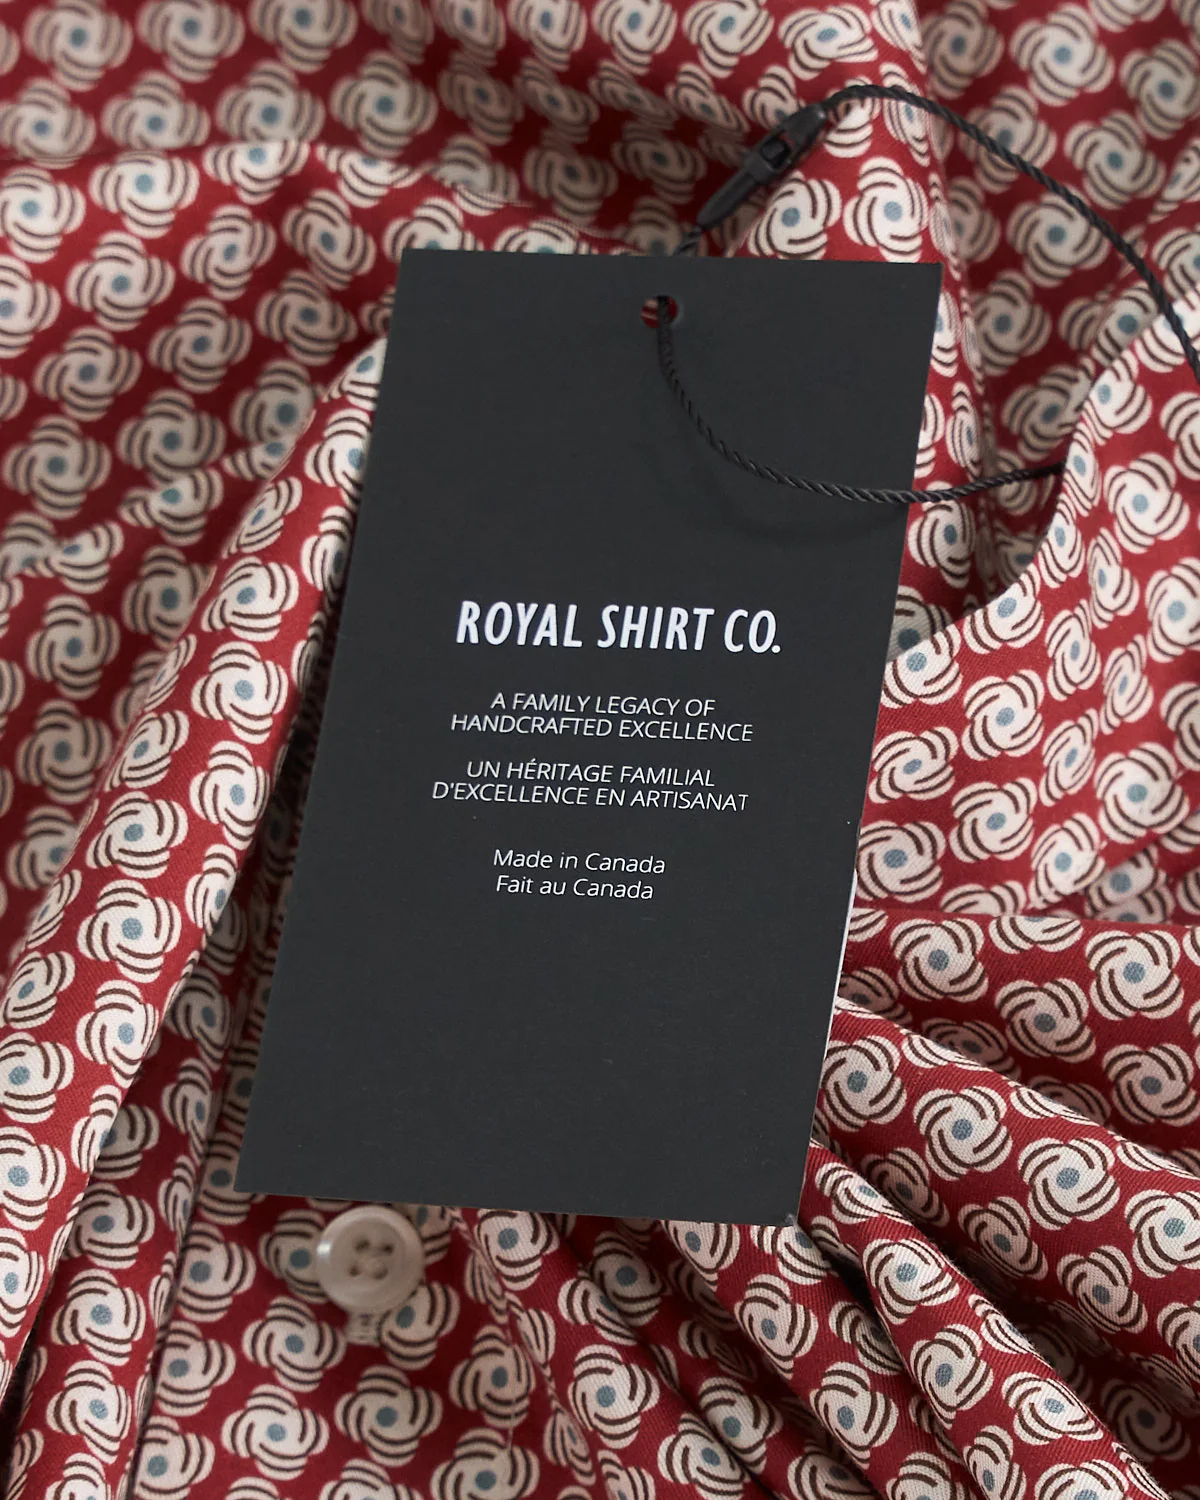 ROYAL SHIRT CO.
A FAMILY LEGACY OF
HANDCRAFTED EXCELLENCE
UN HÉRITAGE FAMILIAL
D'EXCELLENCE EN ARTISANAT
Made in Canada
Fait au Canada